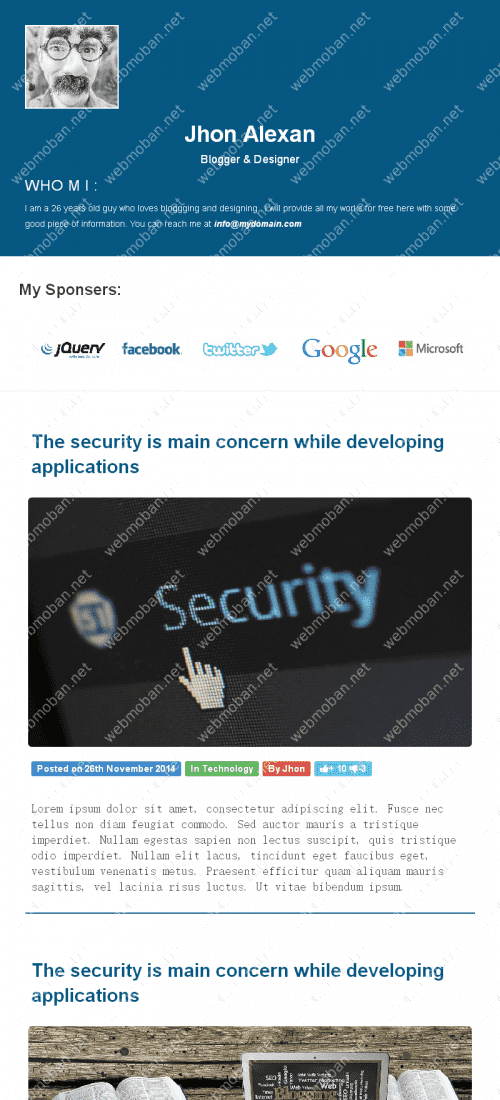 Jhon Alexan
Blogger & Designer
WHO M I :
I am a 26 years old guy who loves bloggging and designing. I will provide all my works for free here with some
good piece of information. You can reach me at info@mydomain.com
My Sponsers:
jQuery facebook twitter Google Microsoft
The security is main concern while developing
applications
Security
Posted on 26th November 2014 In Technology By Jhon + 10 -3
Lorem ipsum dolor sit amet, consectetur adipiscing elit. Fusce nec
tellus non diam feugiat commodo. Sed auctor mauris a tristique
imperdiet. Nullam egestas sapien non lectus suscipit, quis tristique
odio imperdiet. Nullam elit lacus, tincidunt eget faucibus eget,
vestibulum venenatis metus. Praesent efficitur quam aliquam mauris
sagittis, vel lacinia risus luctus. Ut vitae bibendum ipsum.
The security is main concern while developing
applications
SEO
Web
webmoban.net